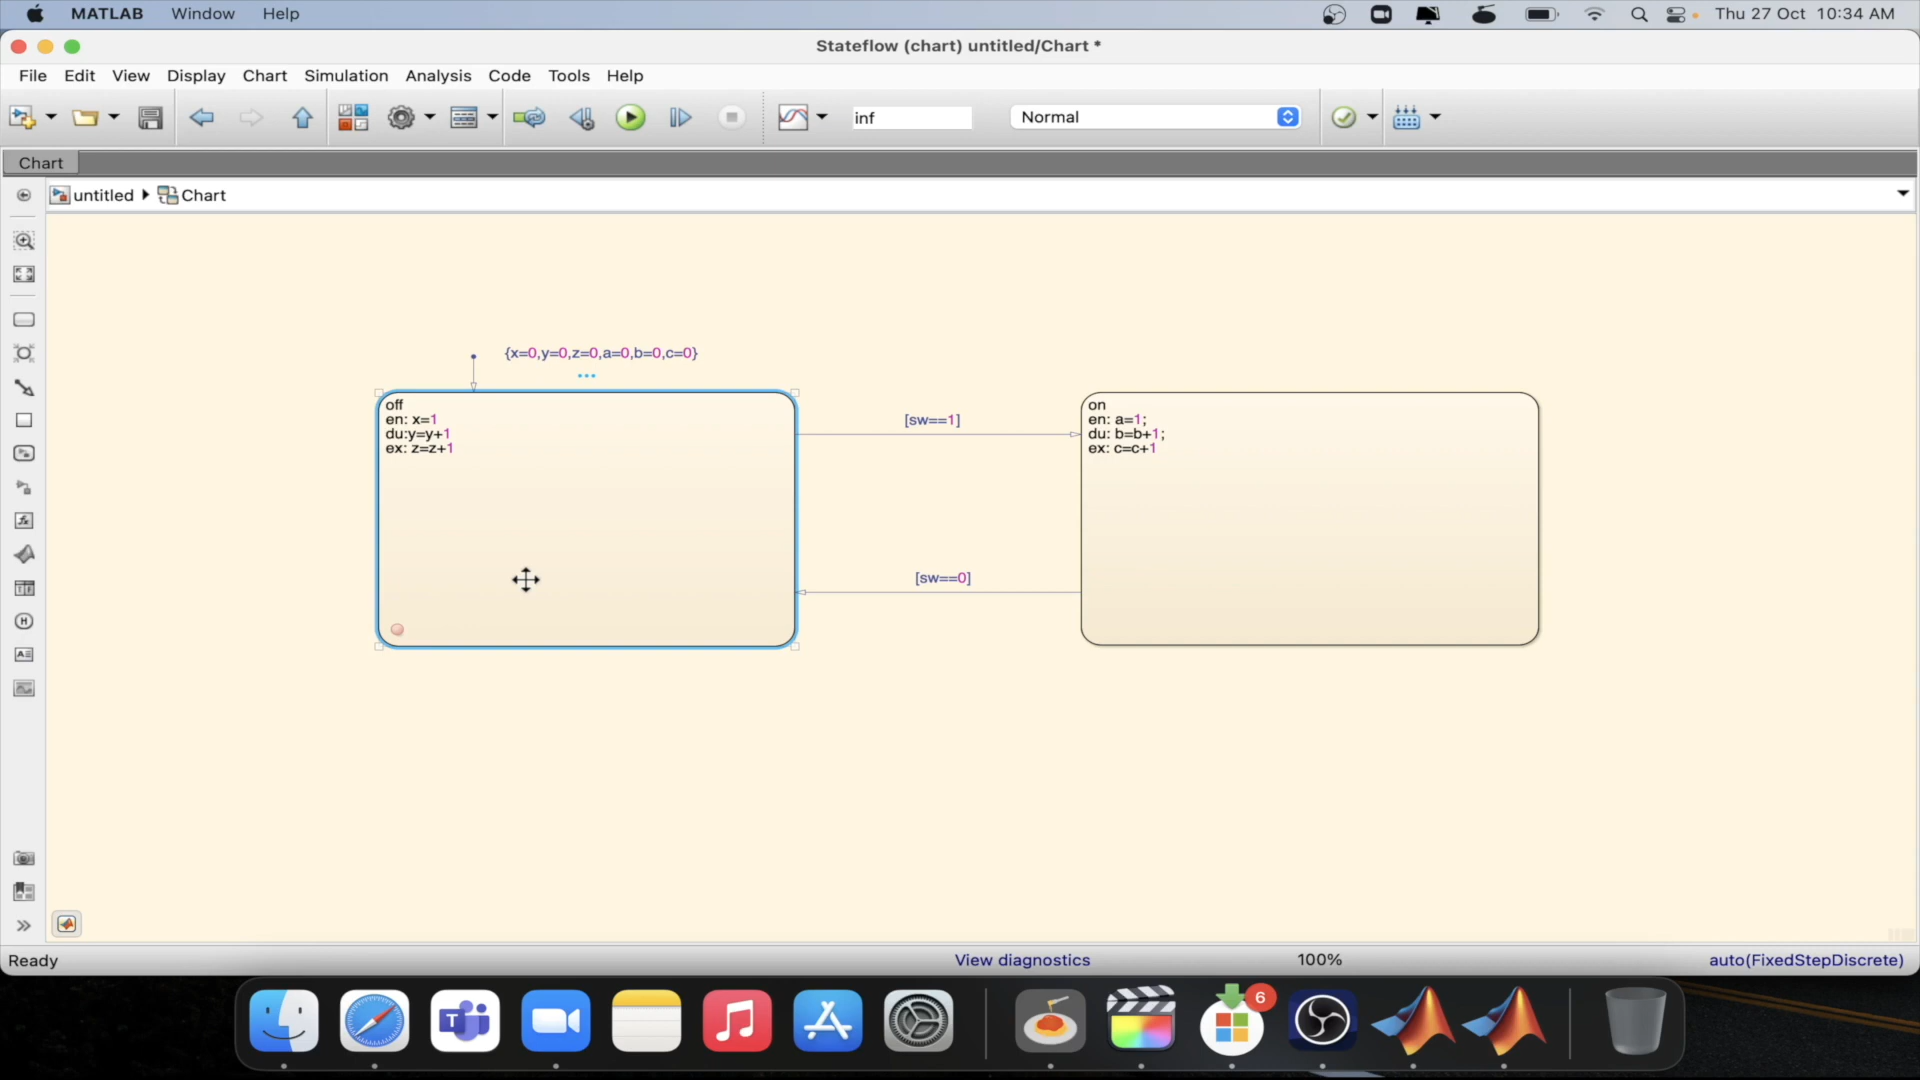 MATLAB Window Help Thu 27 Oct 10:34 AM
Stateflow (chart) untitled/Chart *
File Edit View Display Chart Simulation Analysis Code Tools Help
inf Normal
Chart
untitled Chart
{x=0,y=0,z=0,a=0,b=0,c=0}
off
en: x=1
du:y=y+1
ex: z=z+1
[sw==1]
[sw==0]
on
en: a=1;
du: b=b+1;
ex: c=c+1
Ready View diagnostics 100% auto(FixedStepDiscrete)
6